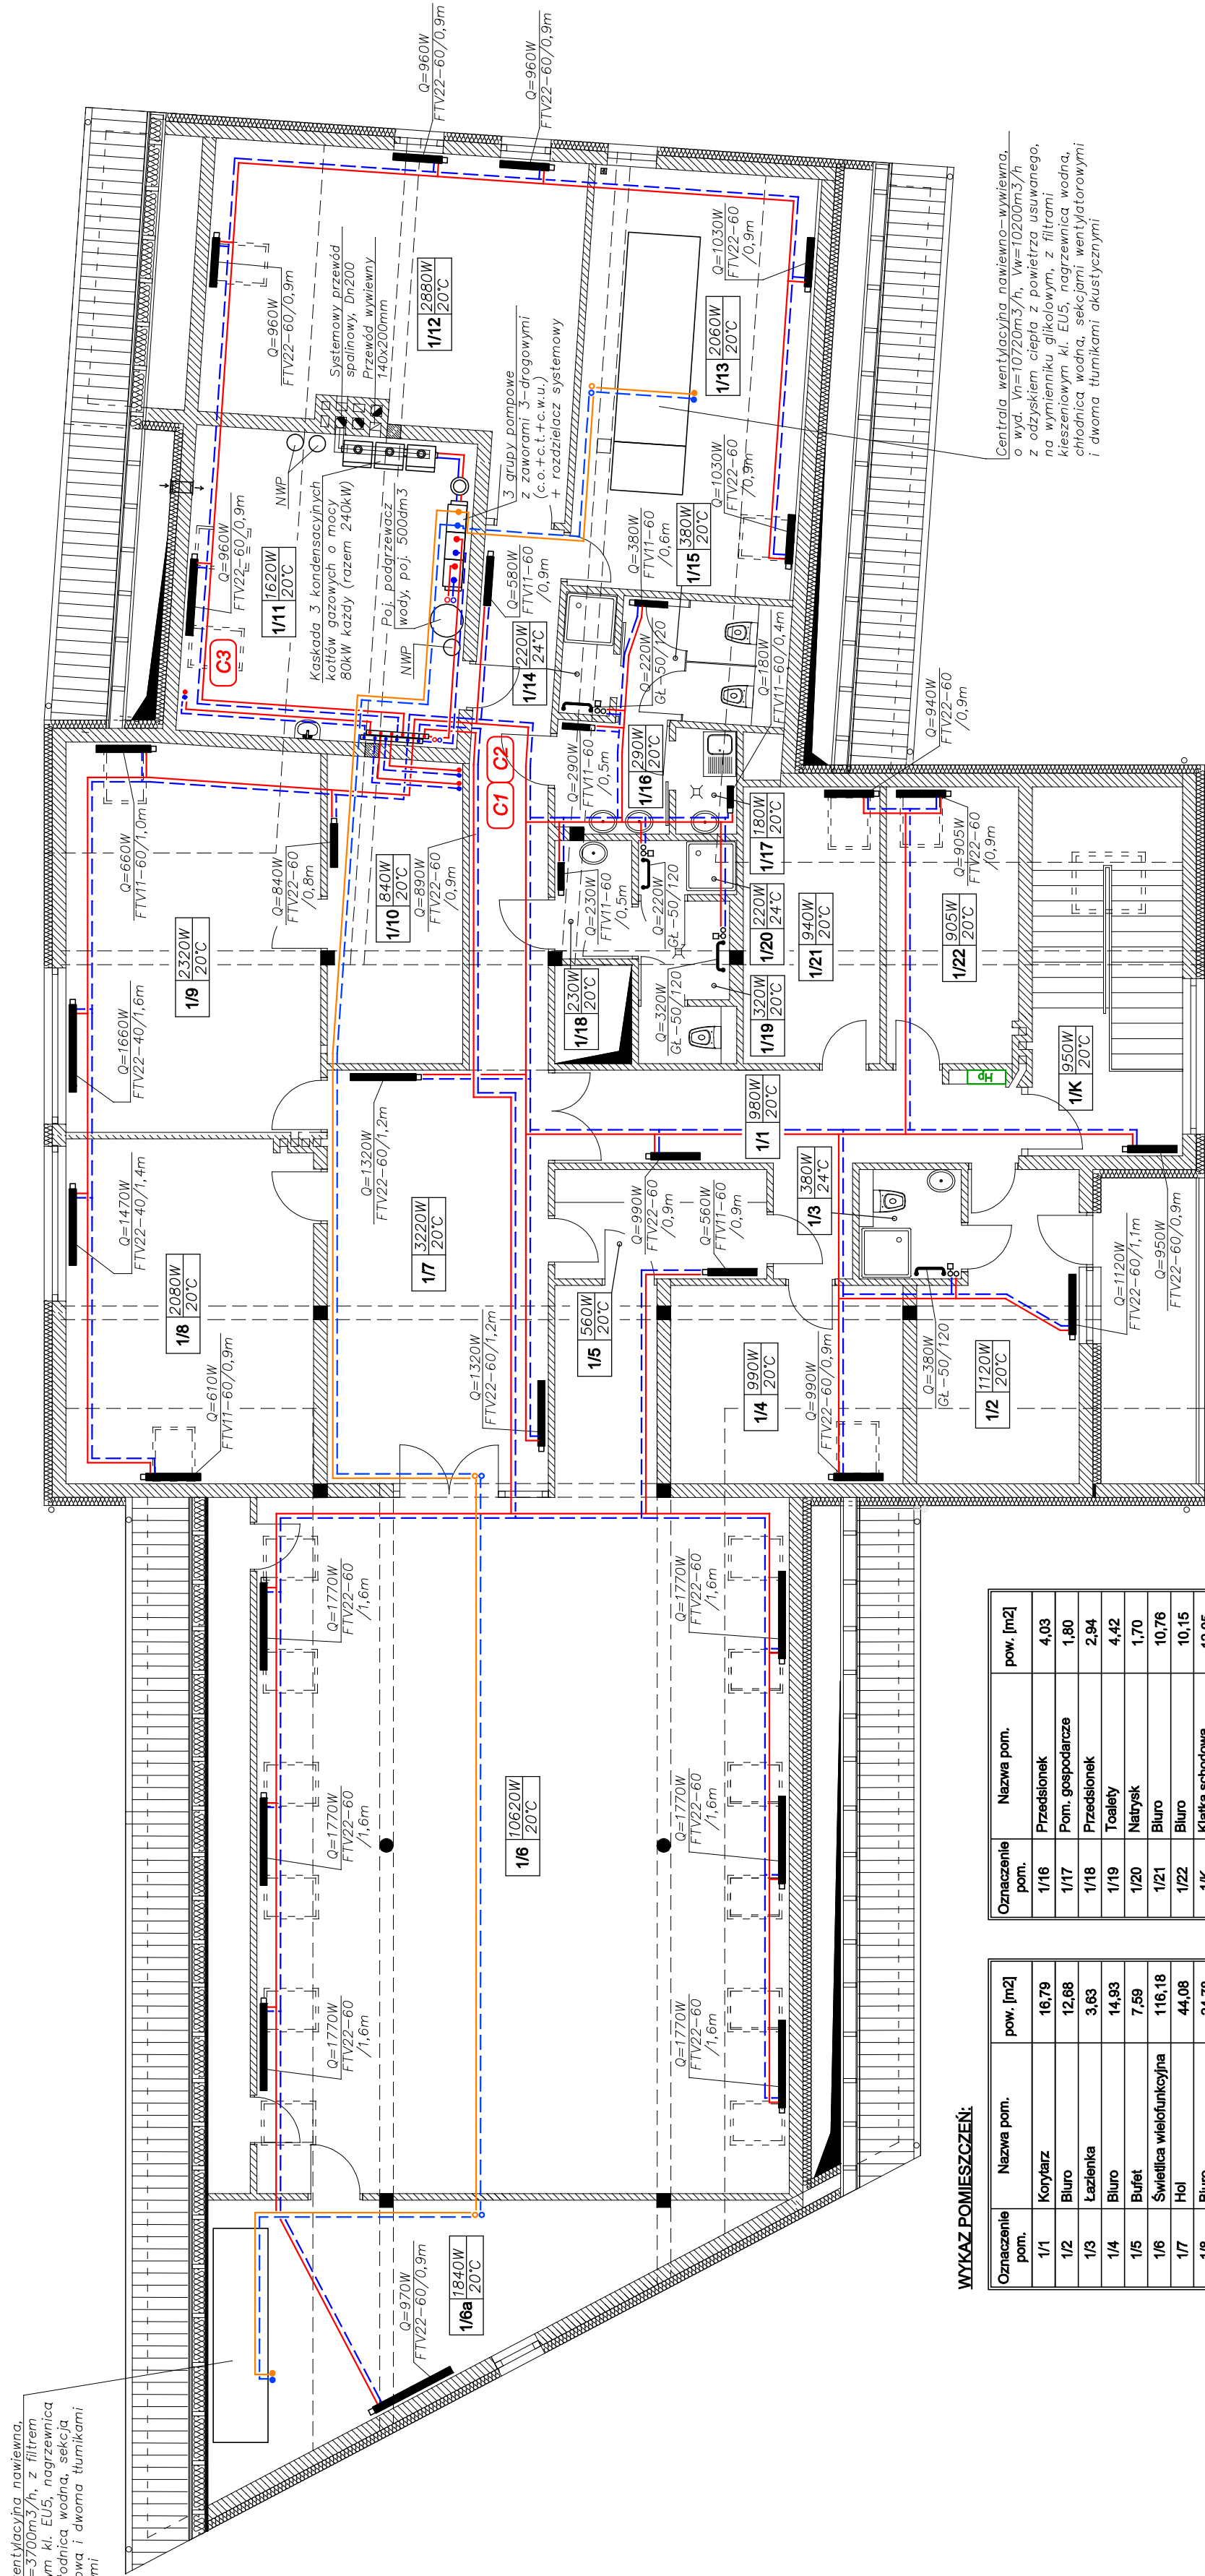 entylacyjna nawiewna,
=3700m3/h, z filtrem
ym kl. EU5, nagrzewnicą
odnicą wodną, sekcją
ową i dwoma tłumikami
ymi
Q=970W
FTV22-60/0,9m
1/6a 1840W
20°C
Q=1770W
FTV22-60
/1,6m
Q=1770W
FTV22-60
/1,6m
Q=1770W
FTV22-60
/1,6m
1/6 10620W
20°C
Q=1770W
FTV22-60
/1,6m
Q=1770W
FTV22-60
/1,6m
Q=1770W
FTV22-60
/1,6m
Q=610W
FTV11-60/0,9m
1/8 2080W
20°C
Q=1470W
FTV22-40/1,4m
Q=1660W
FTV22-40/1,6m
1/9 2320W
20°C
Q=660W
FTV11-60/1,0m
Q=840W
FTV22-60
/0,8m
1/10 840W
20°C
Q=890W
FTV22-60
/0,9m
Q=1320W
FTV22-60/1,2m
1/7 3220W
20°C
Q=1320W
FTV22-60/1,2m
C1
C2
C3
Q=960W
FTV22-60/0,9m
1/11 1620W
20°C
NWP
Kaskada 3 kondensacyjnych
kotłów gazowych o mocy
80kW każdy (razem 240kW)
Poj. podgrzewacz
wody, poj. 500dm3
NWP
Q=960W
FTV22-60/0,9m
Systemowy przewód
spalinowy, Dn200
Przewód wywiewny
140x200mm
1/12 2880W
20°C
Q=960W
FTV22-60/0,9m
Q=960W
FTV22-60/0,9m
3 grupy pompowe
z zaworami 3-drogowymi
(c.o.+c.t.+c.w.u.)
+ rozdzielacz systemowy
1/13 2060W
20°C
Q=1030W
FTV22-60
/0,9m
Q=1030W
FTV22-60
/0,9m
Centrala wentylacyjna nawiewno-wywiewna,
o wyd. Vn=10720m3/h, Vw=10200m3/h
z odzyskiem ciepła z powietrza usuwanego,
na wymienniku glikolowym, z filtrami
kieszeniowym kl. EU5, nagrzewnicą wodną,
chłodnicą wodną, sekcjami wentylatorowymi
i dwoma tłumikami akustycznymi
Q=580W
FTV11-60
/0,9m
1/14 220W
24°C
Q=380W
FTV11-60
/0,6m
1/15 380W
20°C
Q=220W
GŁ-50/120
Q=180W
FTV11-60/0,4m
Q=290W
FTV11-60
/0,5m
1/16 290W
20°C
1/17 180W
20°C
Q=230W
FTV11-60
/0,5m
1/18 230W
20°C
Q=220W
GŁ-50/120
1/20 220W
24°C
Q=320W
GŁ-50/120
1/19 320W
20°C
1/21 940W
20°C
Q=940W
FTV22-60
/0,9m
Q=905W
FTV22-60
/0,9m
1/22 905W
20°C
Hp
1/K 950W
20°C
1/1 980W
20°C
1/3 380W
24°C
Q=990W
FTV22-60
/0,9m
Q=560W
FTV11-60
/0,9m
1/5 560W
20°C
1/4 990W
20°C
Q=990W
FTV22-60/0,9m
Q=380W
GŁ-50/120
1/2 1120W
20°C
Q=1120W
FTV22-60/1,1m
Q=950W
FTV22-60/0,9m
WYKAZ POMIESZCZEŃ:
Oznaczenie pom. Nazwa pom. pow. [m2]
1/1 Korytarz 16,79
1/2 Biuro 12,68
1/3 Łazienka 3,63
1/4 Biuro 14,93
1/5 Bufet 7,59
1/6 Świetlica wielofunkcyjna 116,18
1/7 Hol 44,08
1/8 Biuro
Oznaczenie pom. Nazwa pom. pow. [m2]
1/16 Przedsionek 4,03
1/17 Pom. gospodarcze 1,80
1/18 Przedsionek 2,94
1/19 Toalety 4,42
1/20 Natrysk 1,70
1/21 Biuro 10,76
1/22 Biuro 10,15
1/K Klatka schodowa